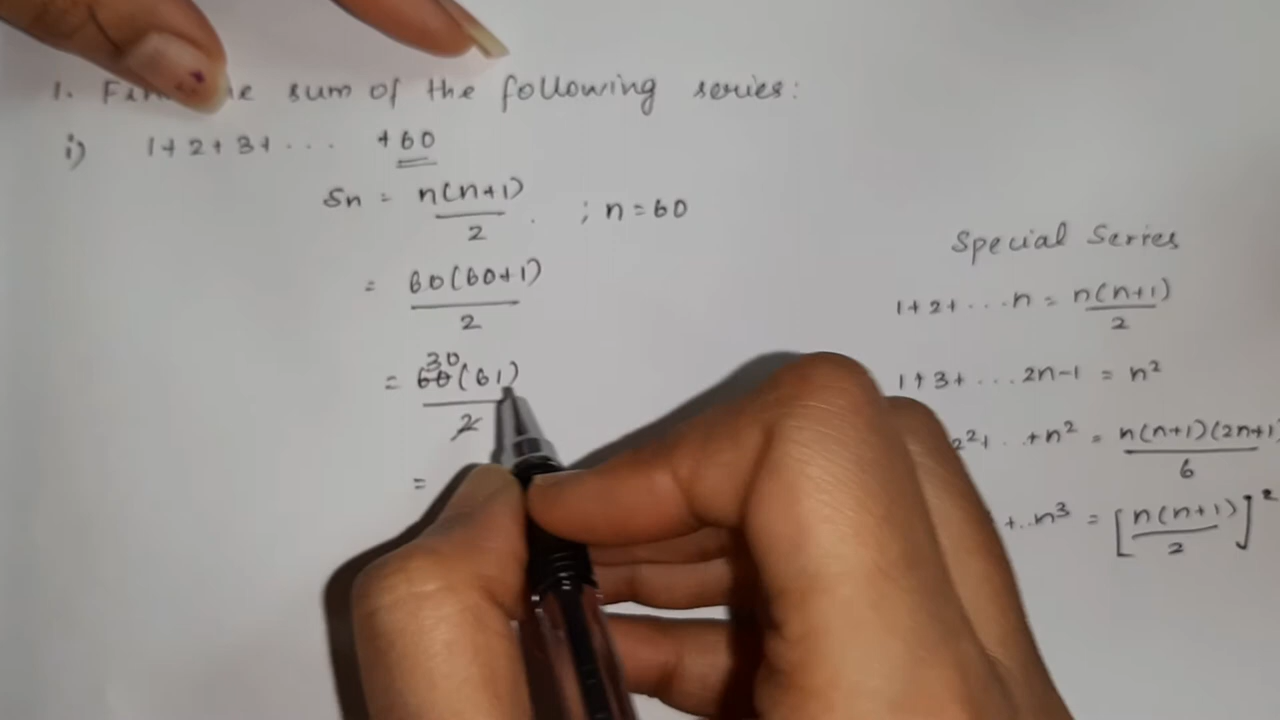 1. the sum of the following series:
i) 1+2+3+... +60
Sn = n(n+1)/2 . ; n=60
= 60(60+1)/2
= 60 30 (61)/2
=
Special Series
1+2+...n = n(n+1)/2
1+3+...2n-1 = n²
2²+..+n² = n(n+1)(2n+1)/6
+..n³ = [n(n+1)/2]²